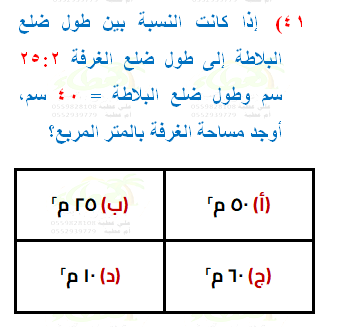 ٤١) إذا كانت النسبة بين طول ضلع
البلاطة إلى طول ضلع الغرفة ٢:٢٥
سم وطول ضلع البلاطة = ٤٠ سم،
أوجد مساحة الغرفة بالمتر المربع؟
(أ) ٥٠ م٢
(ب) ٢٥ م٢
(ج) ٦٠ م٢
(د) ١٠ م٢